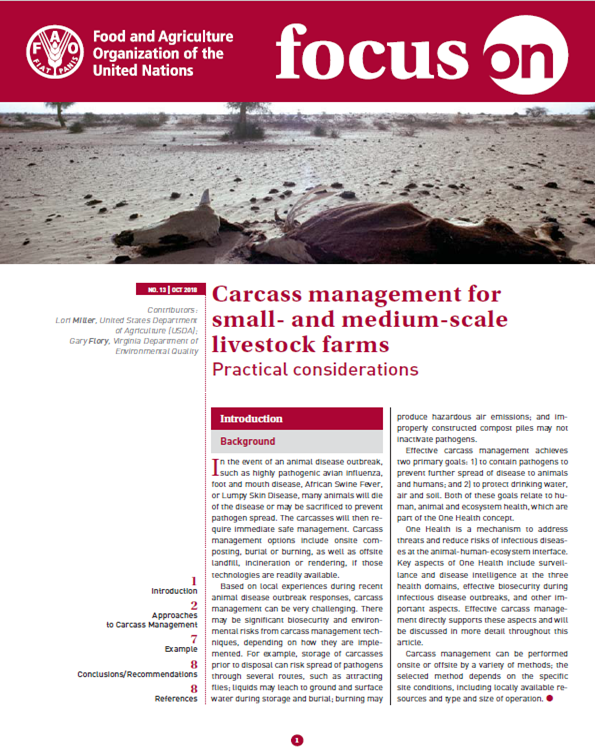 FAO
FIAT PANIS
Food and Agriculture
Organization of the
United Nations
focus on
NO. 13 | OCT 2018
Contributors:
Lori Miller, United States Department
of Agriculture (USDA);
Gary Flory, Virginia Department of
Environmental Quality
Carcass management for
small- and medium-scale
livestock farms
Practical considerations
1
Introduction
2
Approaches
to Carcass Management
7
Example
8
Conclusions/Recommendations
8
References
Introduction
Background
In the event of an animal disease outbreak,
such as highly pathogenic avian influenza,
foot and mouth disease, African Swine Fever,
or Lumpy Skin Disease, many animals will die
of the disease or may be sacrificed to prevent
pathogen spread. The carcasses will then re-
quire immediate safe management. Carcass
management options include onsite com-
posting, burial or burning, as well as offsite
landfill, incineration or rendering, if those
technologies are readily available.
Based on local experiences during recent
animal disease outbreak responses, carcass
management can be very challenging. There
may be significant biosecurity and environ-
mental risks from carcass management tech-
niques, depending on how they are imple-
mented. For example, storage of carcasses
prior to disposal can risk spread of pathogens
through several routes, such as attracting
flies; liquids may leach to ground and surface
water during storage and burial; burning may
produce hazardous air emissions; and im-
properly constructed compost piles may not
inactivate pathogens.
Effective carcass management achieves
two primary goals: 1) to contain pathogens to
prevent further spread of disease to animals
and humans; and 2) to protect drinking water,
air and soil. Both of these goals relate to hu-
man, animal and ecosystem health, which are
part of the One Health concept.
One Health is a mechanism to address
threats and reduce risks of infectious diseas-
es at the animal-human-ecosystem interface.
Key aspects of One Health include surveil-
lance and disease intelligence at the three
health domains, effective biosecurity during
infectious disease outbreaks, and other im-
portant aspects. Effective carcass manage-
ment directly supports these aspects and will
be discussed in more detail throughout this
article.
Carcass management can be performed
onsite or offsite by a variety of methods; the
selected method depends on the specific
site conditions, including locally available re-
sources and type and size of operation.
1